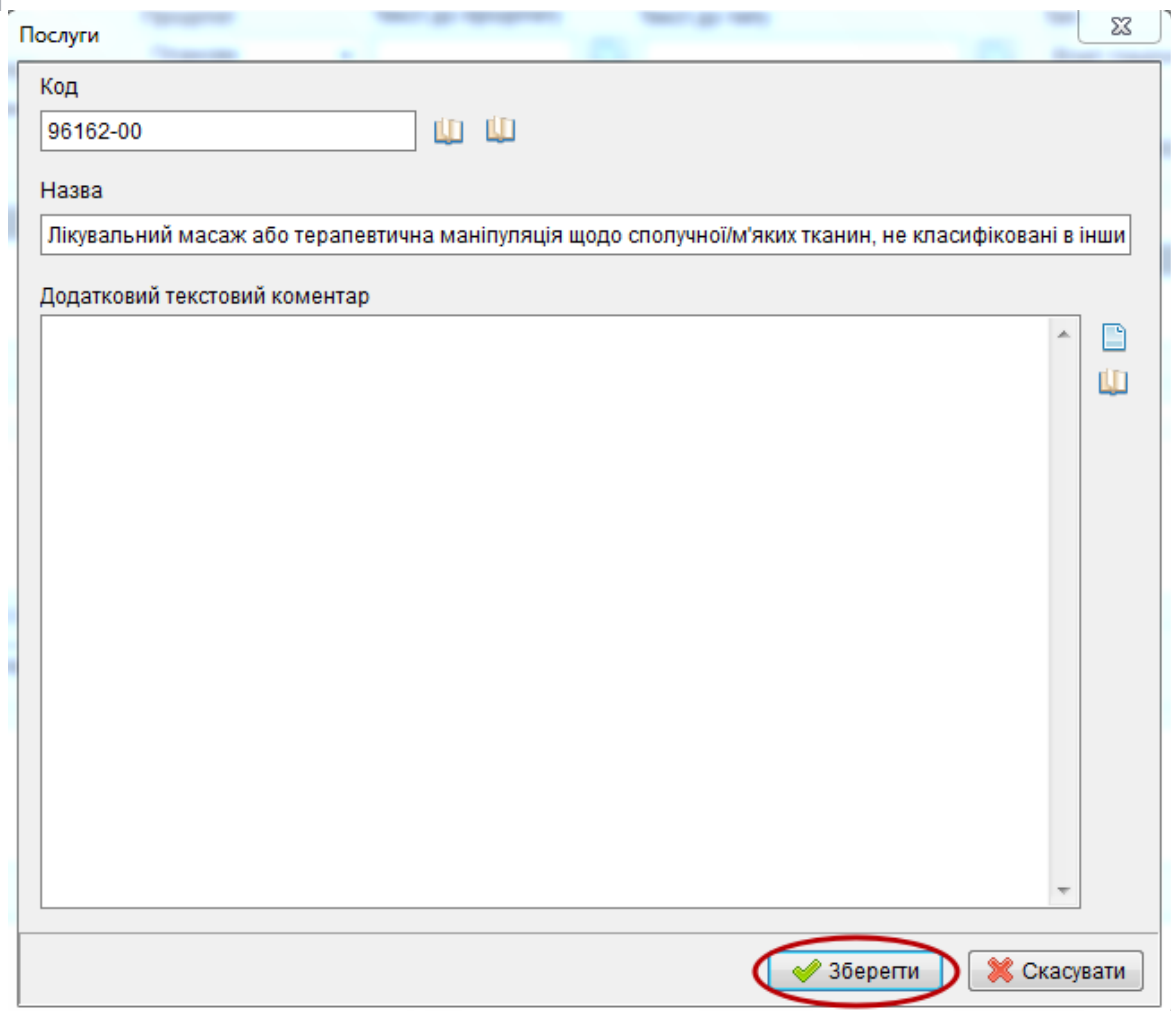 Послуги
Код
96162-00
Назва
Лікувальний масаж або терапевтична маніпуляція щодо сполучної/м'яких тканин, не класифіковані в інши
Додатковий текстовий коментар
Зберегти
Скасувати